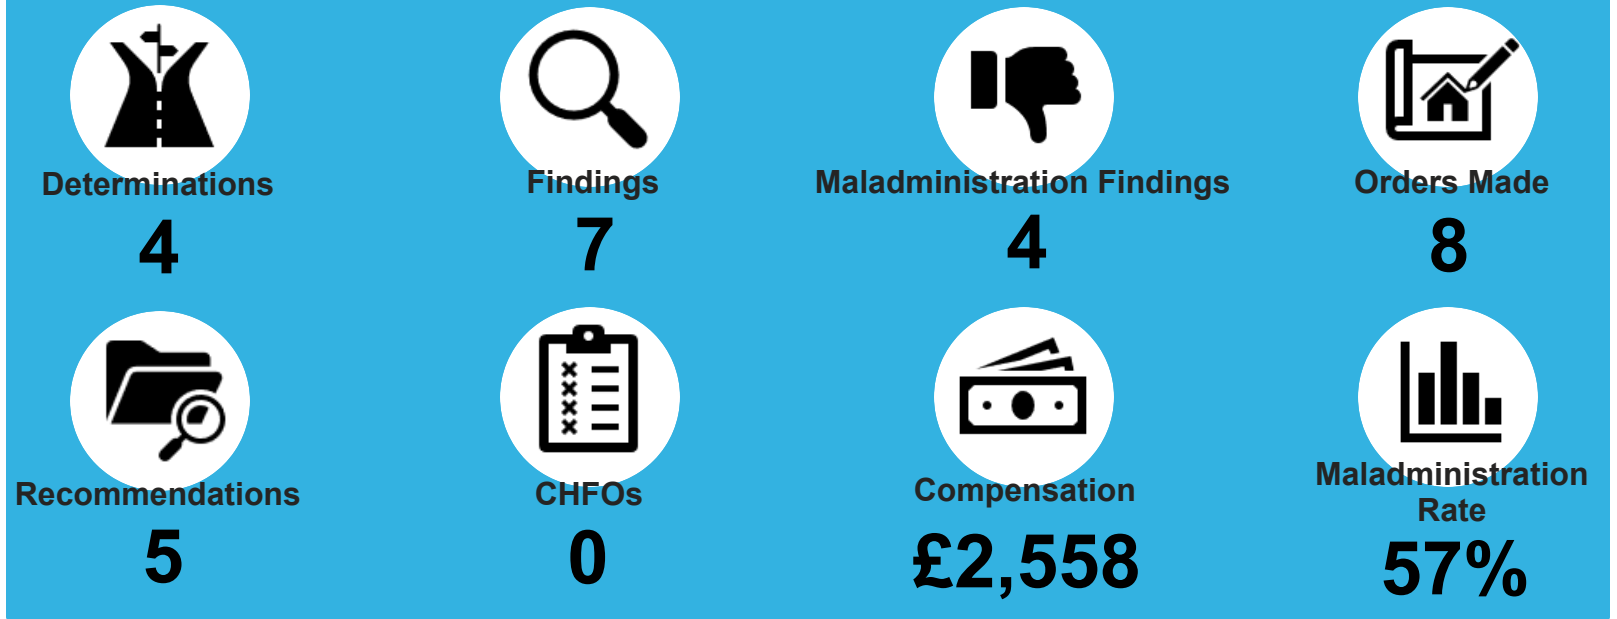 Determinations
4
Findings
7
Maladministration Findings
4
Orders Made
8
Recommendations
5
CHFOs
0
Compensation
£2,558
Maladministration
Rate
57%